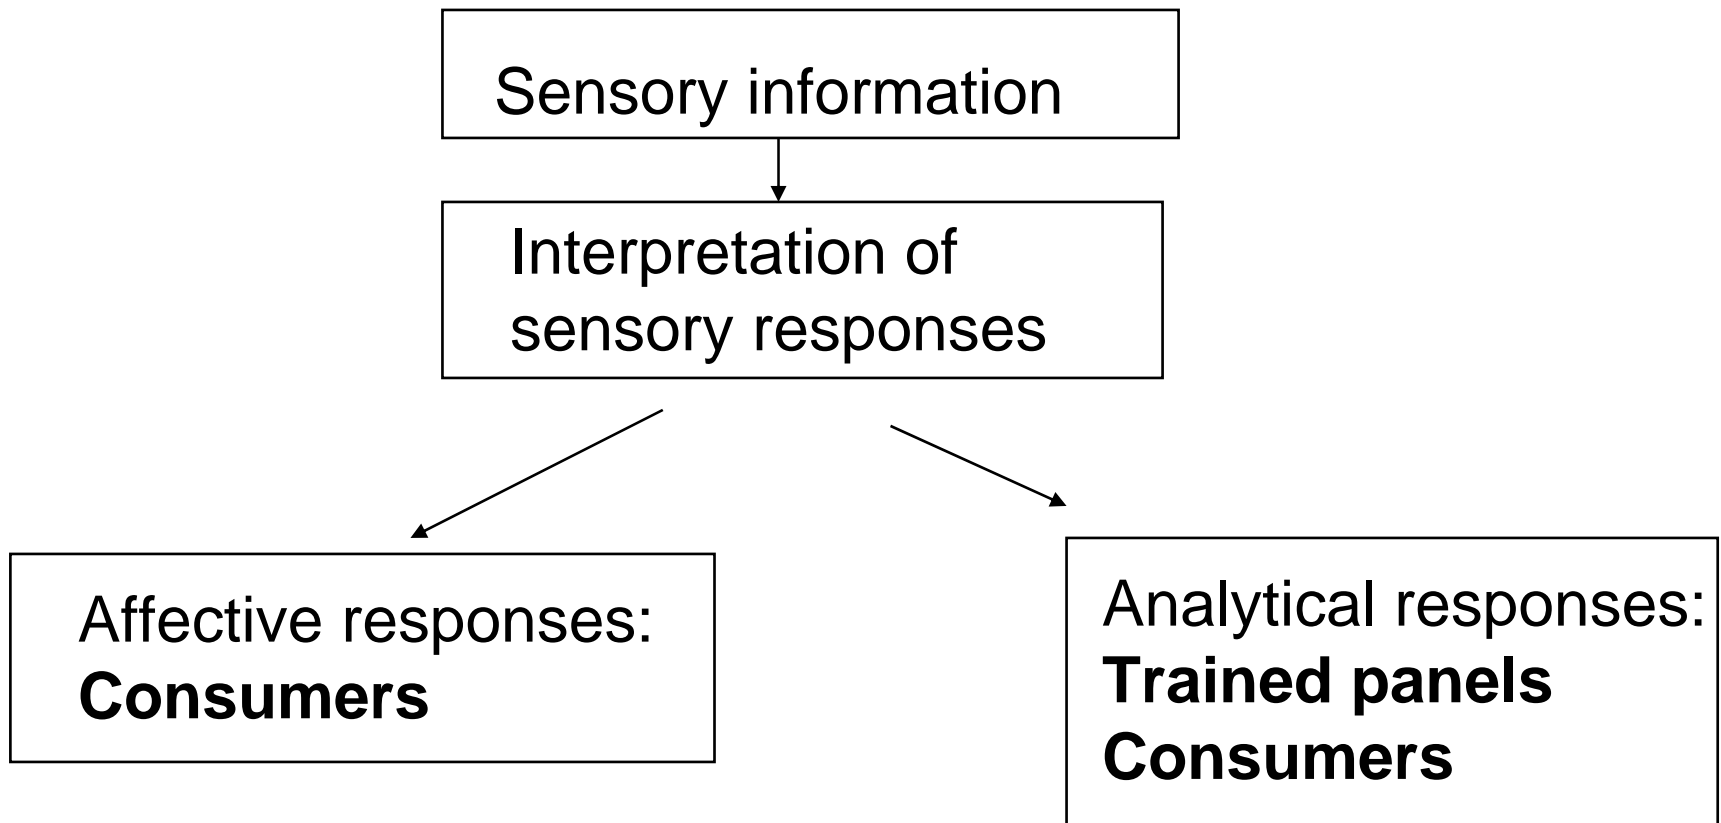 Sensory information
Interpretation of
sensory responses
Affective responses:
Consumers
Analytical responses:
Trained panels
Consumers